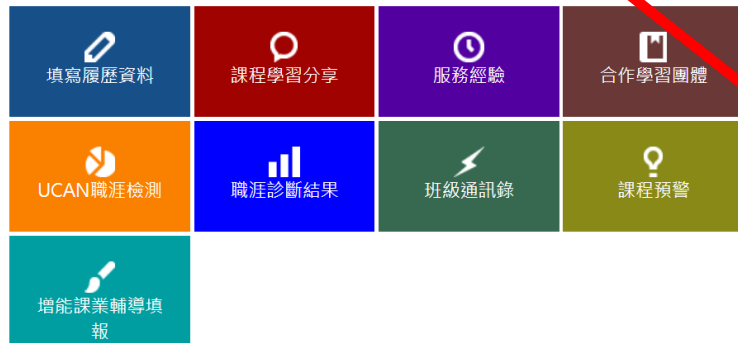 填寫履歷資料
課程學習分享
服務經驗
合作學習團體
UCAN職涯檢測
職涯診斷結果
班級通訊錄
課程預警
增能課業輔導填
報